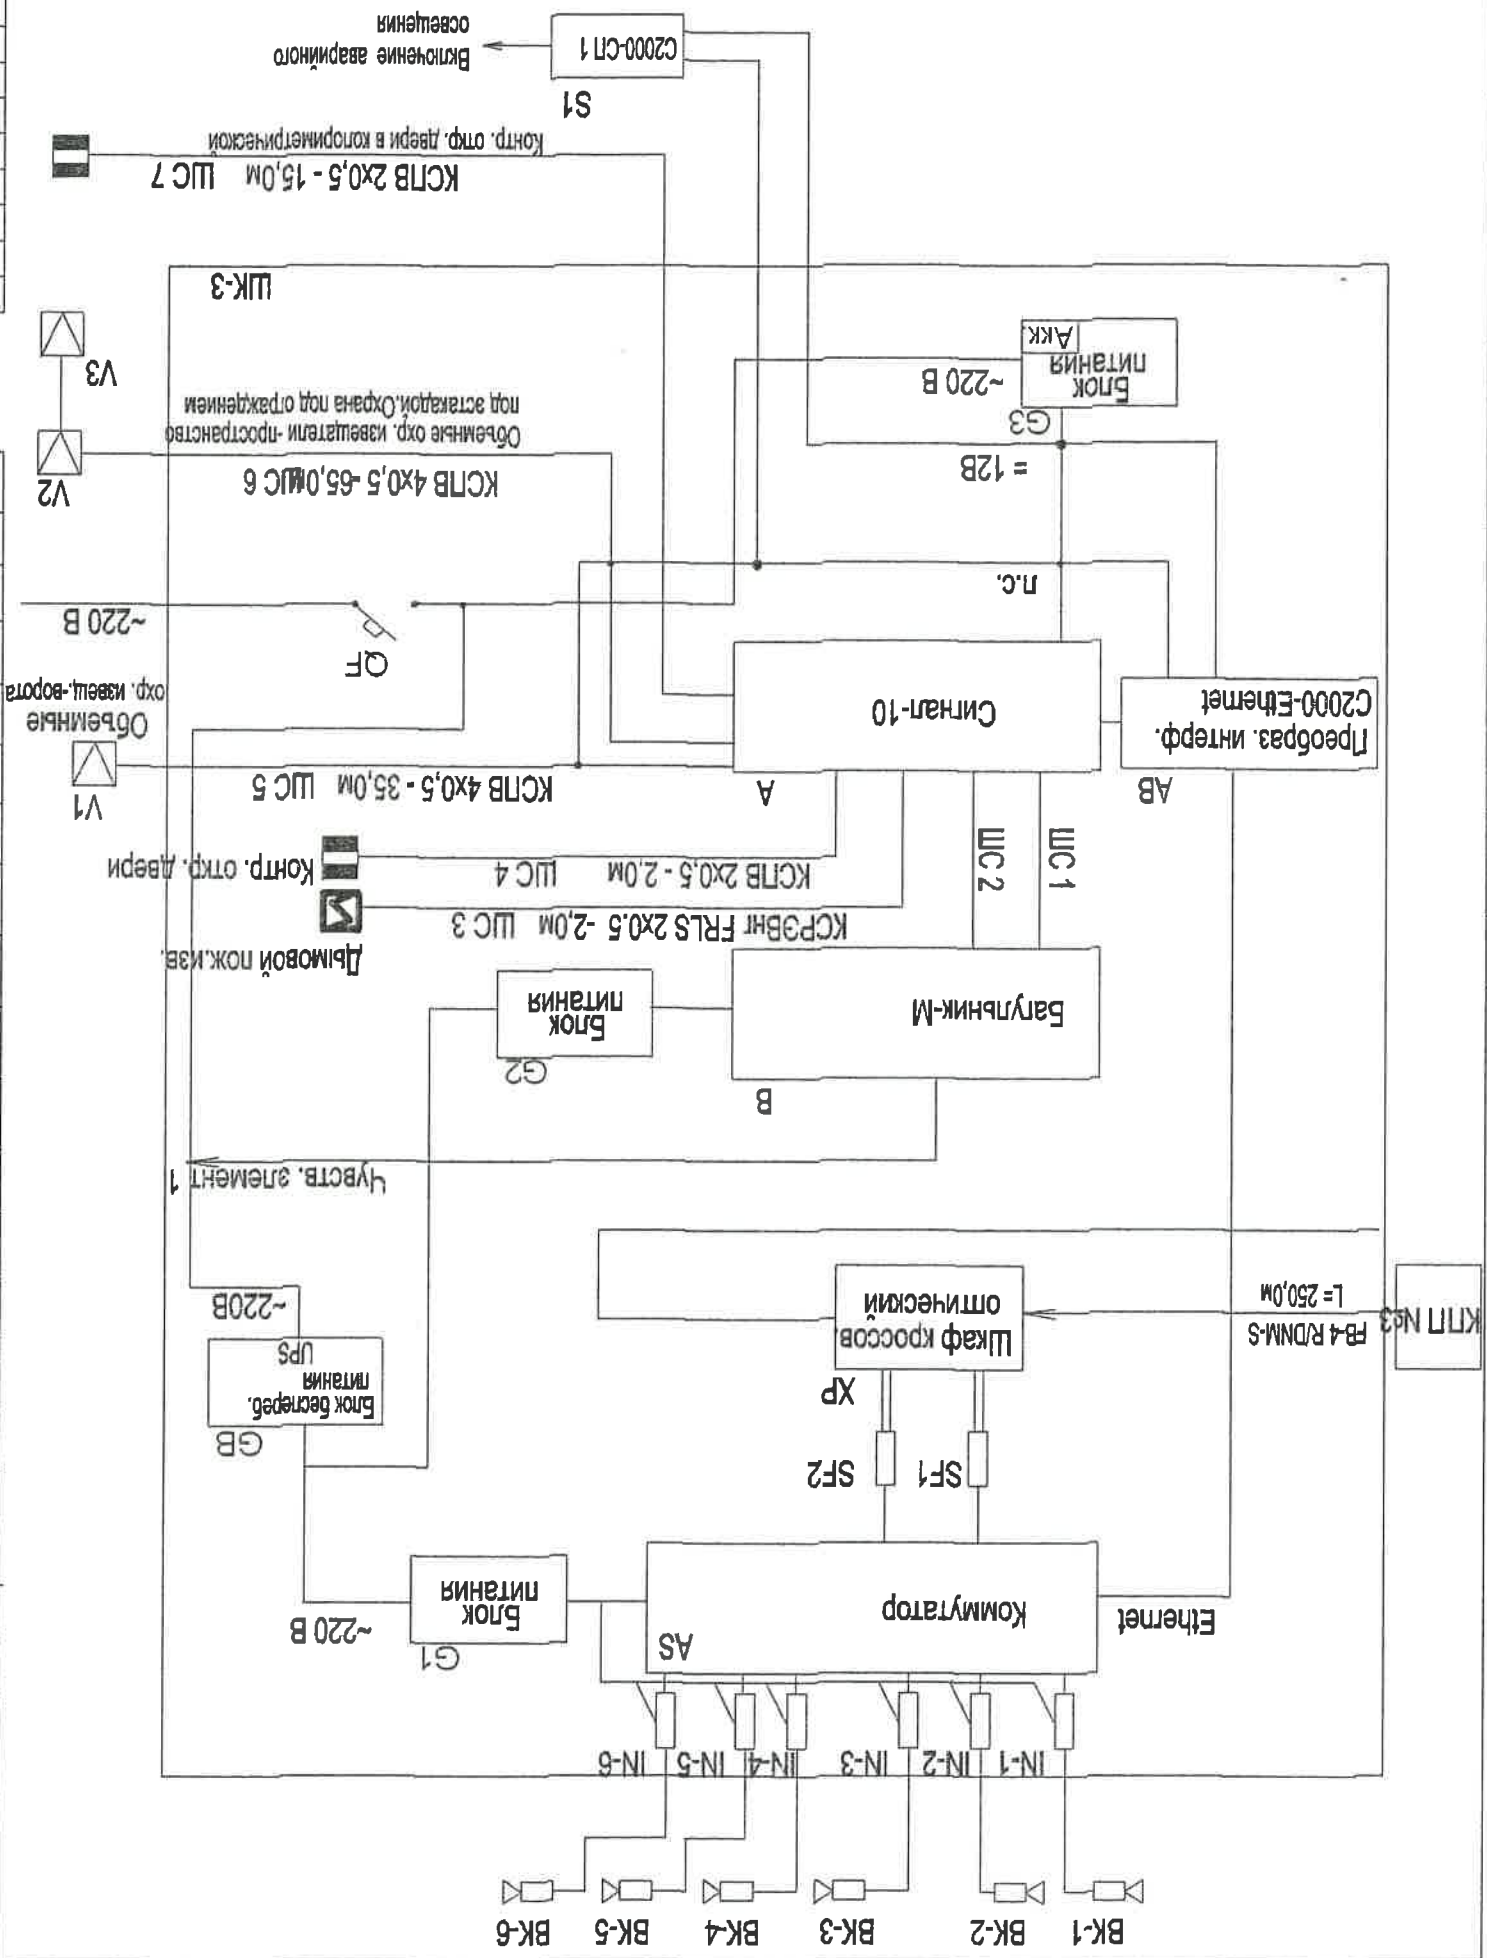 ВК-1
ВК-2
ВК-3
ВК-4
ВК-5
ВК-6
IN-1
IN-2
IN-3
IN-4
IN-5
IN-6
Ethernet
Коммутатор
AS
G1
Блок
питания
~220 В
SF1
SF2
GB
Блок беспереб.
питания
UPS
~220В
КПП №3
FB-4 R/DNM-S
L= 250,0м
XP
Шкаф кроссов.
оптический
Чувств. элемент 1
B
Багульник-М
G2
Блок
питания
Дымовой пож.изв.
КСРЭВнг FRLS 2х0.5 -2,0м ШС 3
КСПВ 2х0,5 - 2,0м ШС 4
Контр. откр. двери
ШС 1
ШС 2
AB
Преобраз. интерф.
С2000-Ethernet
A
Сигнал-10
КСПВ 4х0,5 - 35,0м ШС 5
V1
Объемные
охр. извещ.-ворота
QF
~220 В
л.с.
= 12В
КСПВ 4х0,5 -65,0м ШС 6
Объемные охр. извещатели -пространство
под эстакадой.Охрана под ограждением
V2
V3
G3
Блок
питания
Акк.
~220 В
ШК-3
КСПВ 2х0,5 - 15,0м ШС 7
Контр. откр. двери в колориметрической
S1
С2000-СП 1
Включение аварийного
освещения